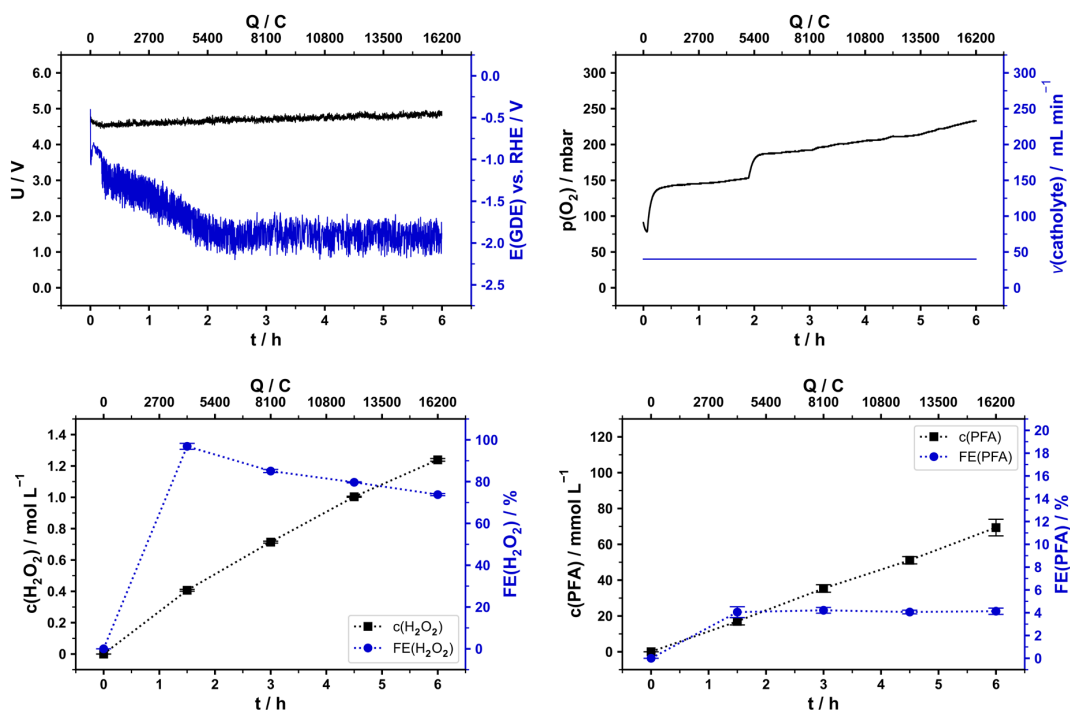 Q / C
0 2700 5400 8100 10800 13500 16200
U / V
6.0
5.0
4.0
3.0
2.0
1.0
0.0
0.0
-0.5
-1.0
-1.5
-2.0
-2.5
E(GDE) vs. RHE / V
0 1 2 3 4 5 6
t / h
Q / C
0 2700 5400 8100 10800 13500 16200
p(O₂) / mbar
300
250
200
150
100
50
0
300
250
200
150
100
50
0
v(catholyte) / mL min⁻¹
0 1 2 3 4 5 6
t / h
Q / C
0 2700 5400 8100 10800 13500 16200
c(H₂O₂) / mol L⁻¹
1.4
1.2
1.0
0.8
0.6
0.4
0.2
0
100
80
60
40
20
0
FE(H₂O₂) / %
c(H₂O₂)
FE(H₂O₂)
0 1 2 3 4 5 6
t / h
Q / C
0 2700 5400 8100 10800 13500 16200
c(PFA) / mmol L⁻¹
120
100
80
60
40
20
0
20
18
16
14
12
10
8
6
4
2
0
FE(PFA) / %
c(PFA)
FE(PFA)
0 1 2 3 4 5 6
t / h